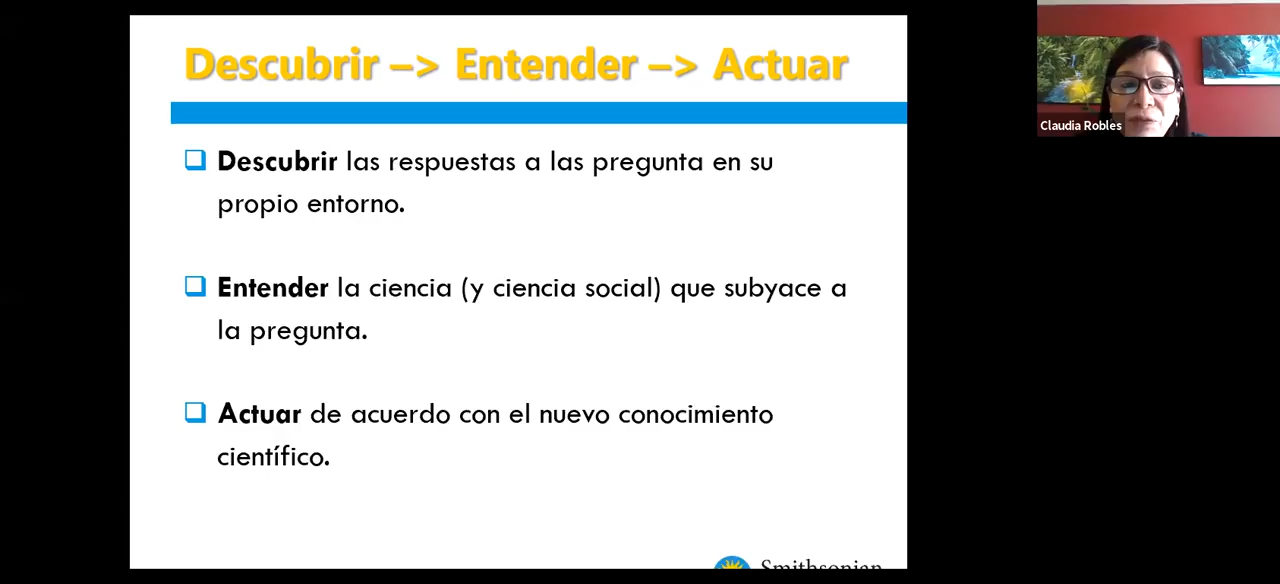 Descubrir –> Entender –> Actuar
Descubrir las respuestas a las pregunta en su
propio entorno.
Entender la ciencia (y ciencia social) que subyace a
la pregunta.
Actuar de acuerdo con el nuevo conocimiento
científico.
Smithsonian
Claudia Robles